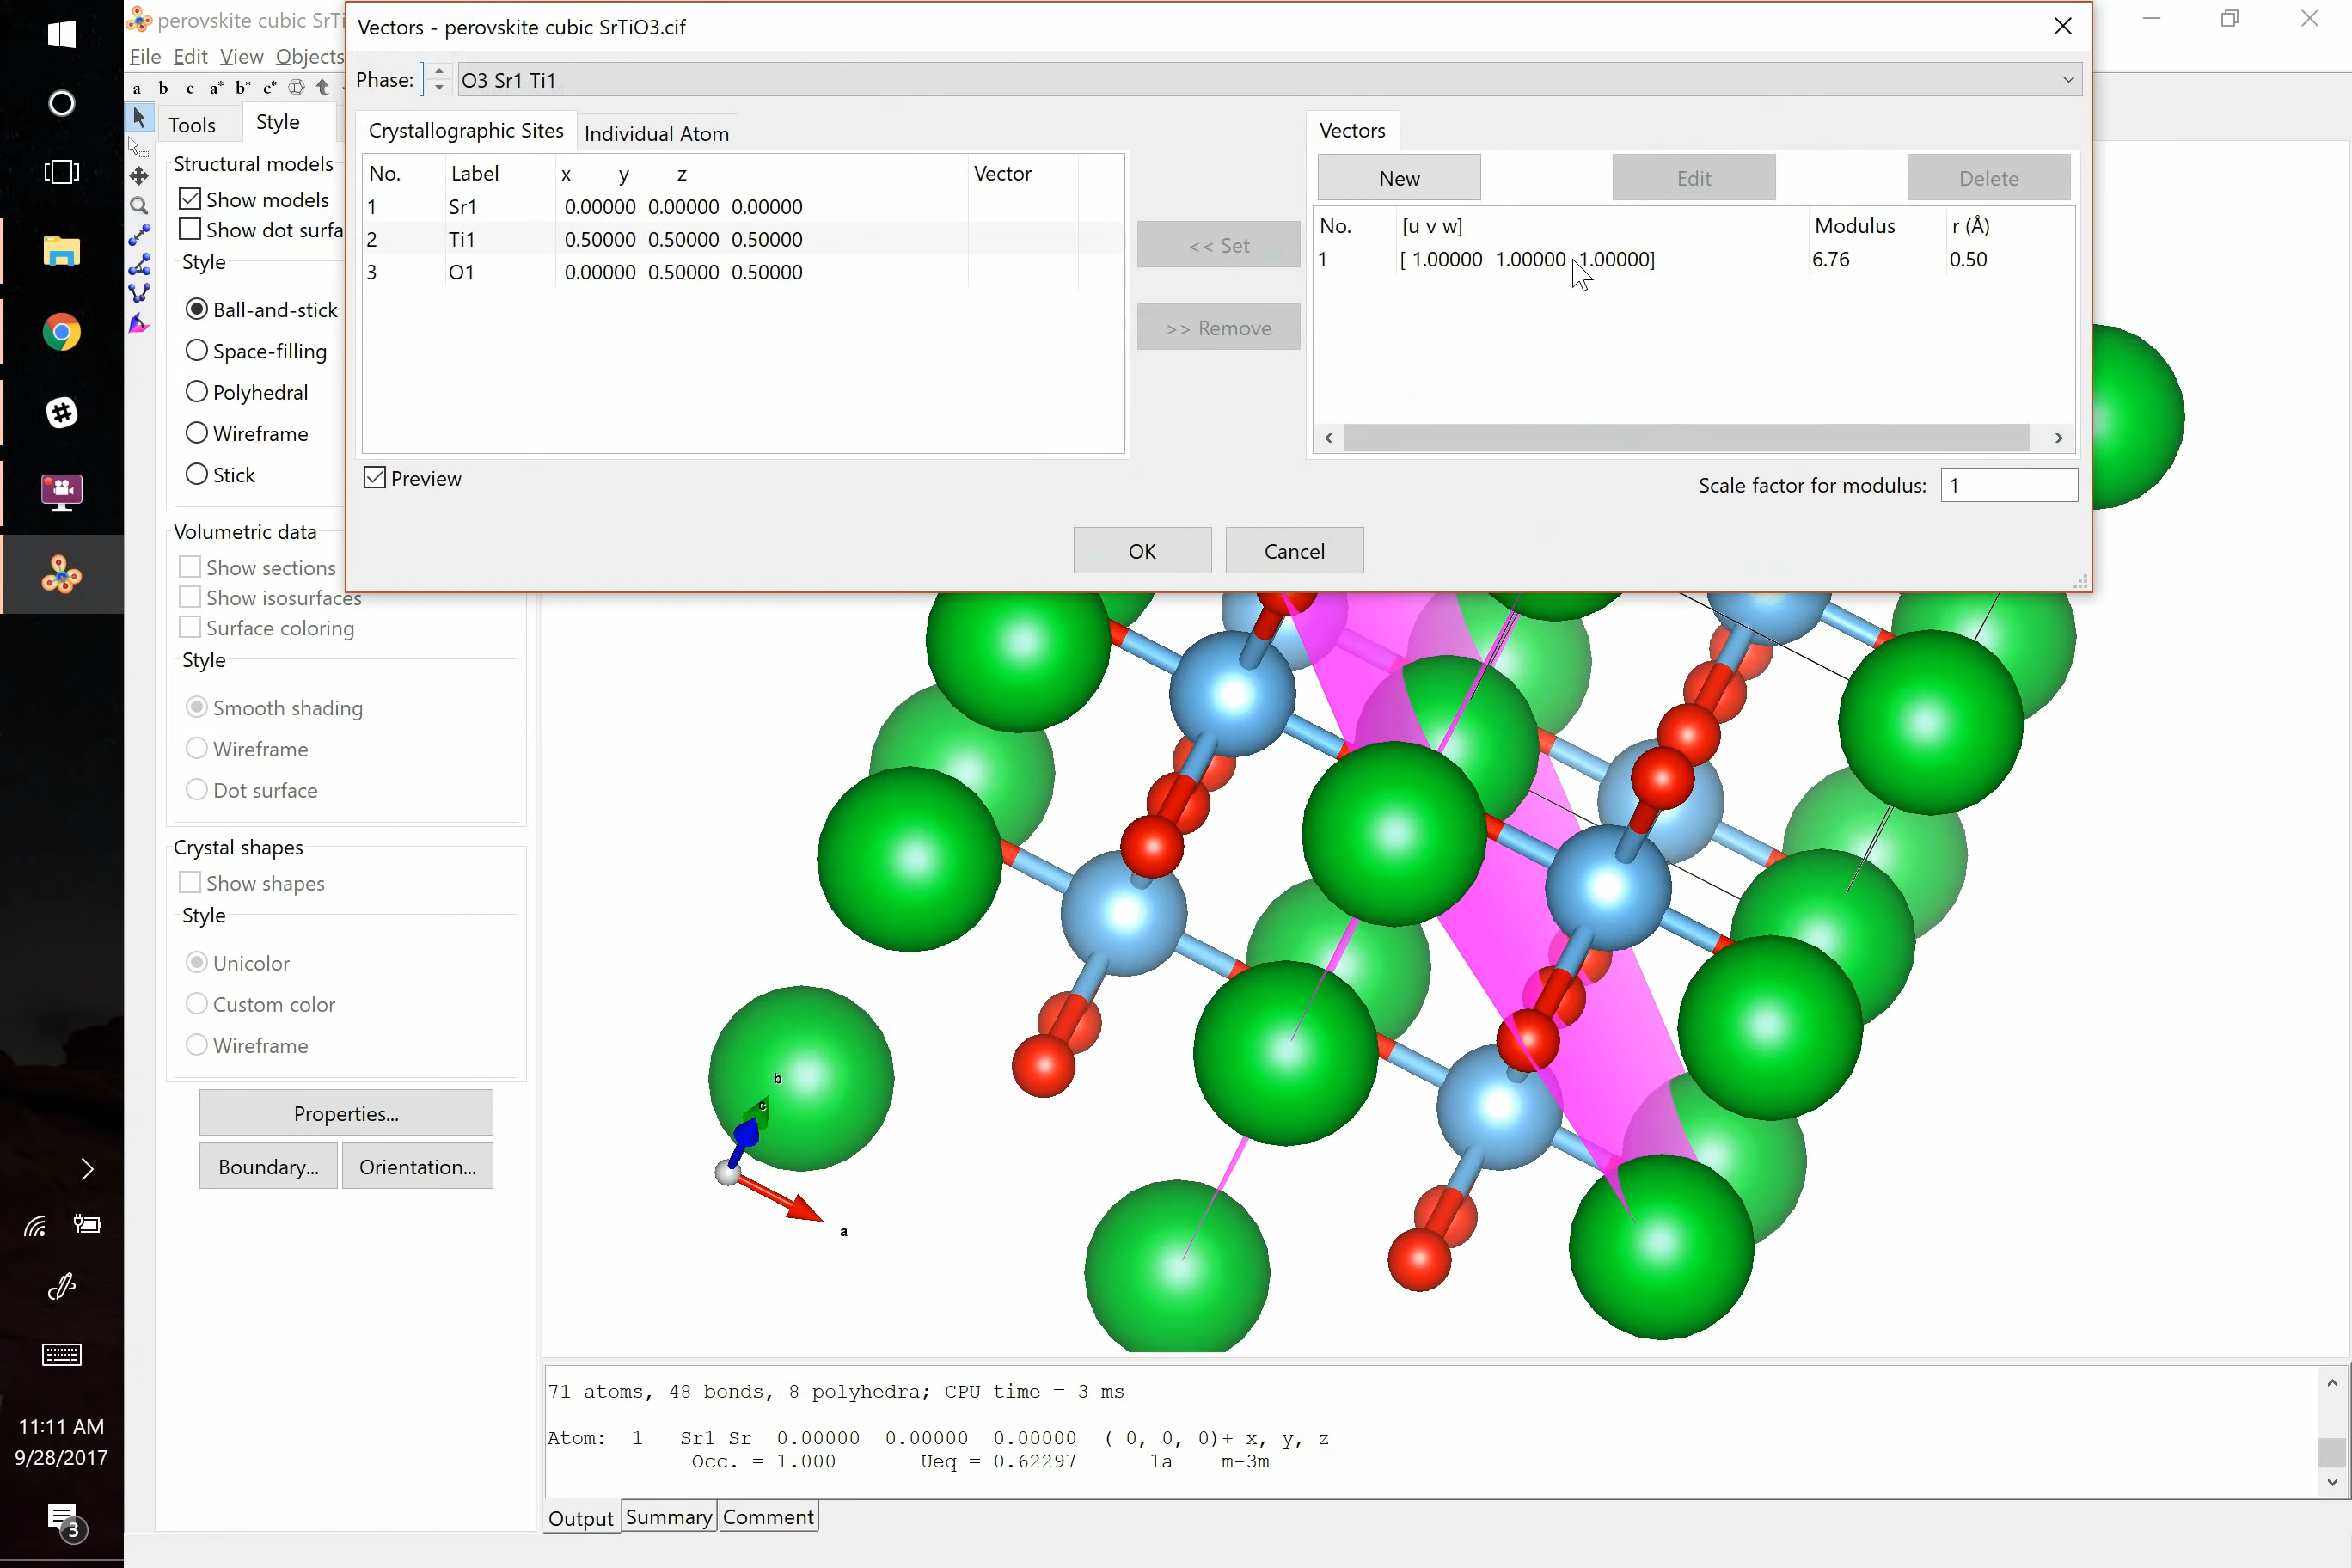 perovskite cubic SrTi
File Edit View Objects
a b c a* b* c*
Tools Style
Structural models
Show models
Show dot surfa
Style
Ball-and-stick
Space-filling
Polyhedral
Wireframe
Stick
Volumetric data
Show sections
Show isosurfaces
Surface coloring
Style
Smooth shading
Wireframe
Dot surface
Crystal shapes
Show shapes
Style
Unicolor
Custom color
Wireframe
Properties...
Boundary... Orientation...
Vectors - perovskite cubic SrTiO3.cif
Phase: O3 Sr1 Ti1
Crystallographic Sites Individual Atom
No. Label x y z Vector
1 Sr1 0.00000 0.00000 0.00000
2 Ti1 0.50000 0.50000 0.50000
3 O1 0.00000 0.50000 0.50000
<< Set
>> Remove
Vectors
New Edit Delete
No. [u v w] Modulus r (Å)
1 [ 1.00000 1.00000 1.00000] 6.76 0.50
Preview
Scale factor for modulus: 1
OK Cancel
b
c
a
71 atoms, 48 bonds, 8 polyhedra; CPU time = 3 ms
Atom: 1 Sr1 Sr 0.00000 0.00000 0.00000 ( 0, 0, 0)+ x, y, z
Occ. = 1.000 Ueq = 0.62297 1a m-3m
Output Summary Comment
11:11 AM
9/28/2017
3